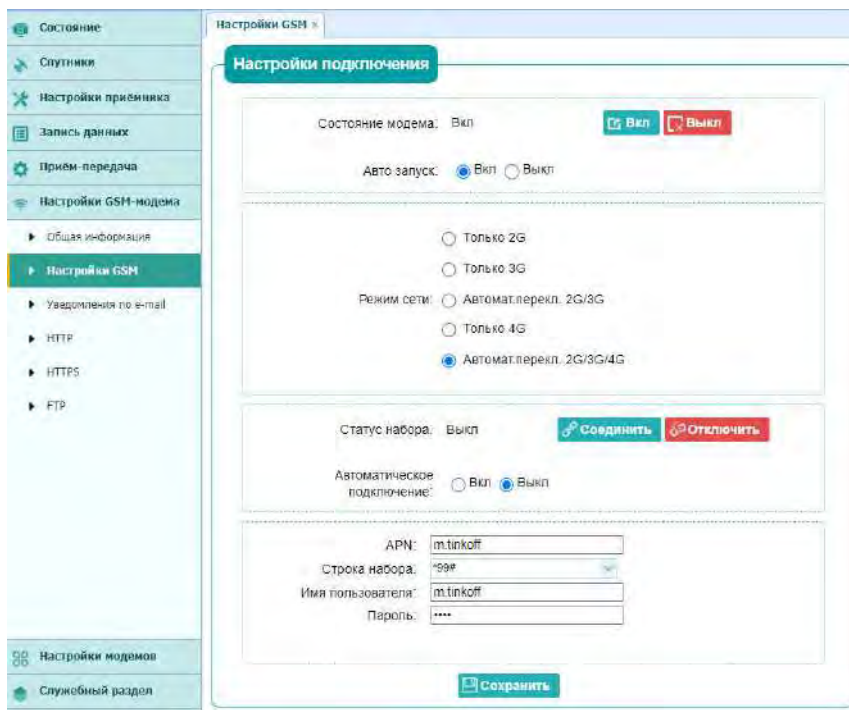 Состояние
Спутники
Настройки приёмника
Запись данных
Приём-передача
Настройки GSM-модема
Общая информация
Настройки GSM
Уведомления по e-mail
HTTP
HTTPS
FTP
Настройки модемов
Служебный раздел
Настройки GSM ×
Настройки подключения
Состояние модема: Вкл Вкл Выкл
Авто запуск: Вкл Выкл
Режим сети:
Только 2G
Только 3G
Автомат.перекл. 2G/3G
Только 4G
Автомат.перекл. 2G/3G/4G
Статус набора: Выкл Соединить Отключить
Автоматическое
подключение: Вкл Выкл
APN: m.tinkoff
Строка набора: *99#
Имя пользователя: m.tinkoff
Пароль: ••••
Сохранить